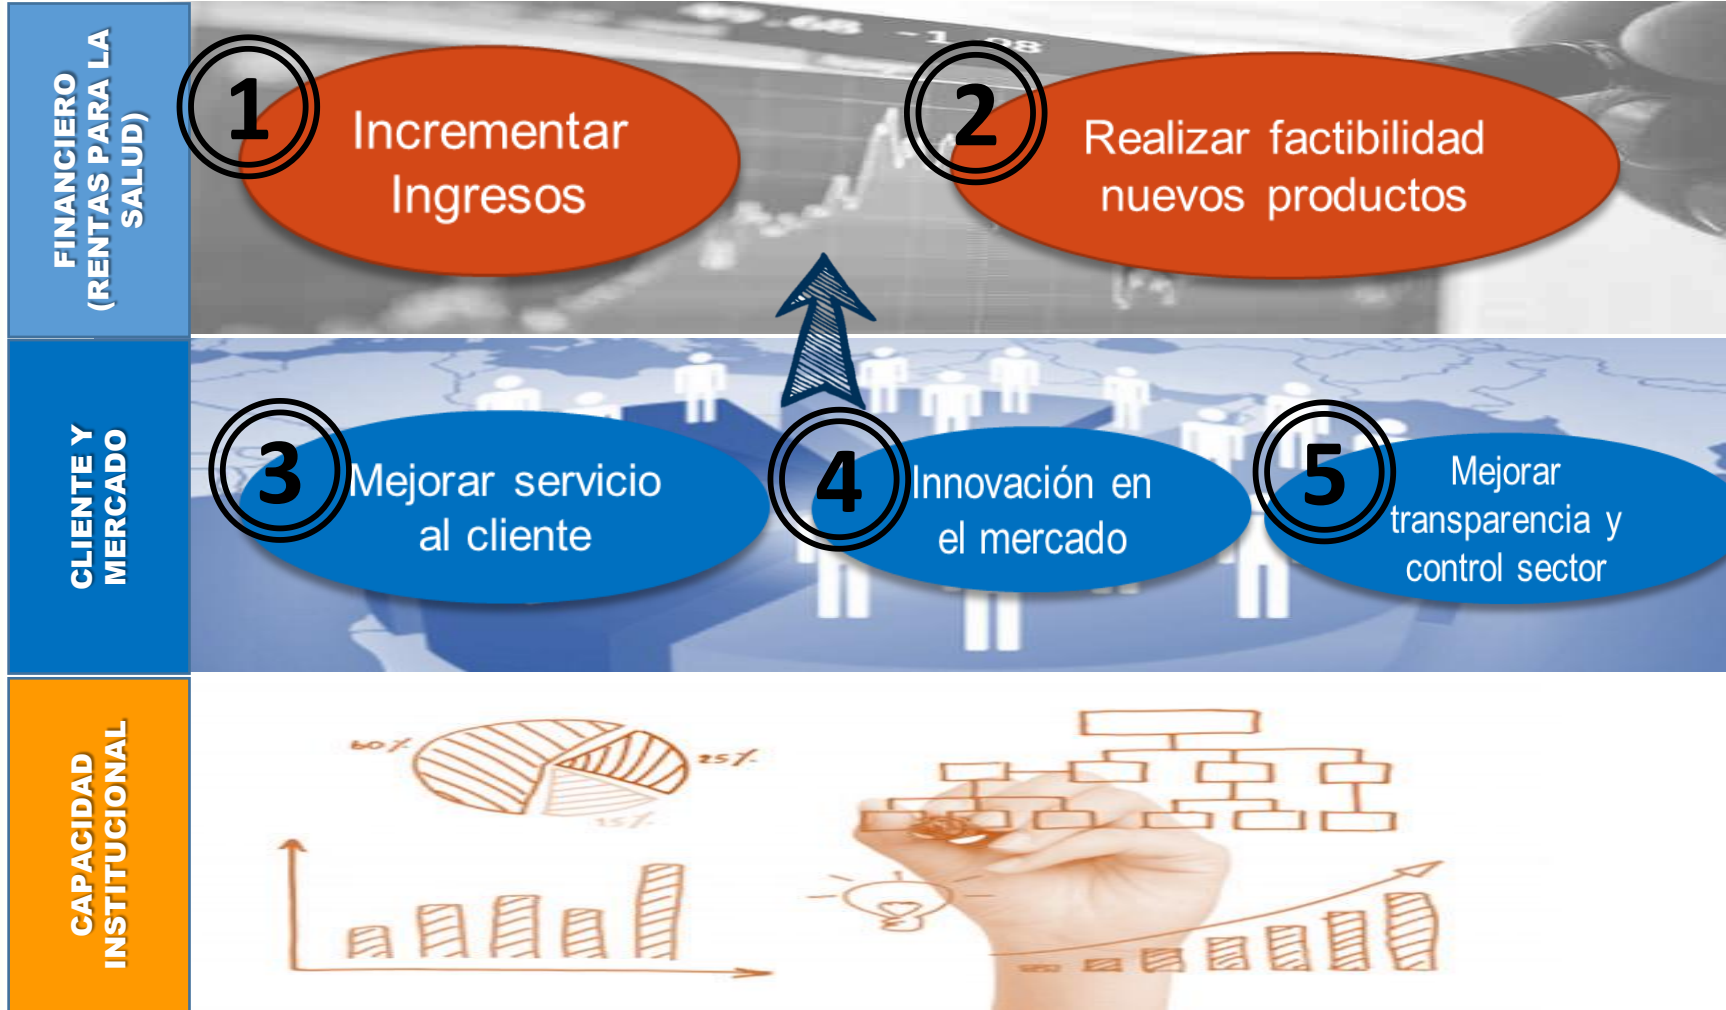 FINANCIERO
(RENTAS PARA LA
SALUD)
1
Incrementar
Ingresos
2
Realizar factibilidad
nuevos productos
CLIENTE Y
MERCADO
3
Mejorar servicio
al cliente
4
Innovación en
el mercado
5
Mejorar
transparencia y
control sector
CAPACIDAD
INSTITUCIONAL
60%
25%
15%